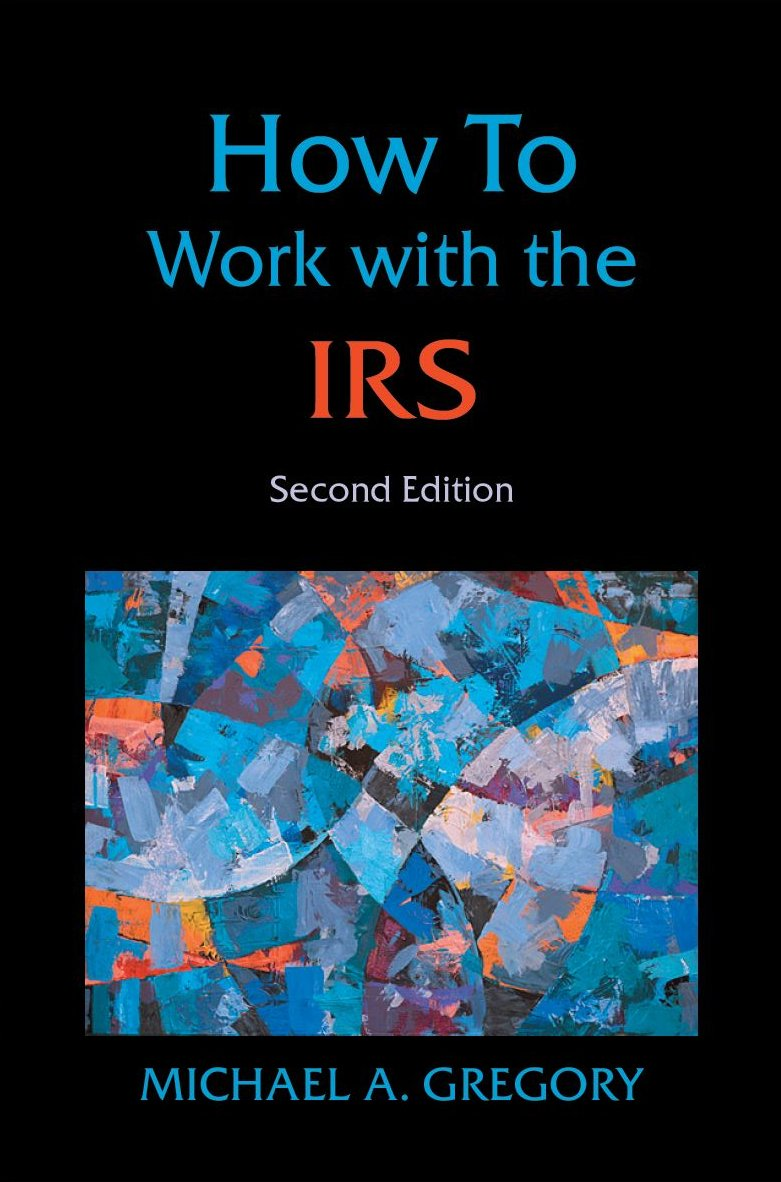 How To
Work with the
IRS
Second Edition
MICHAEL A. GREGORY